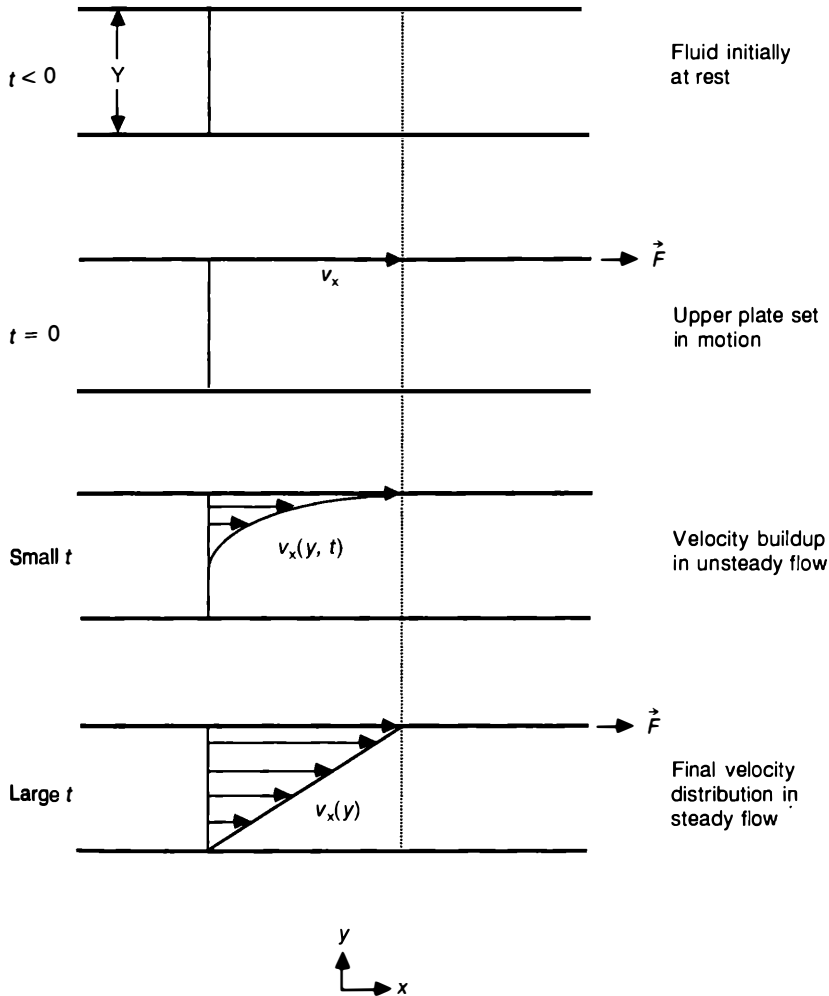 t < 0
Y
Fluid initially
at rest
v_x
F⃗
t = 0
Upper plate set
in motion
Small t
v_x(y, t)
Velocity buildup
in unsteady flow
F⃗
Large t
v_x(y)
Final velocity
distribution in
steady flow
y
x